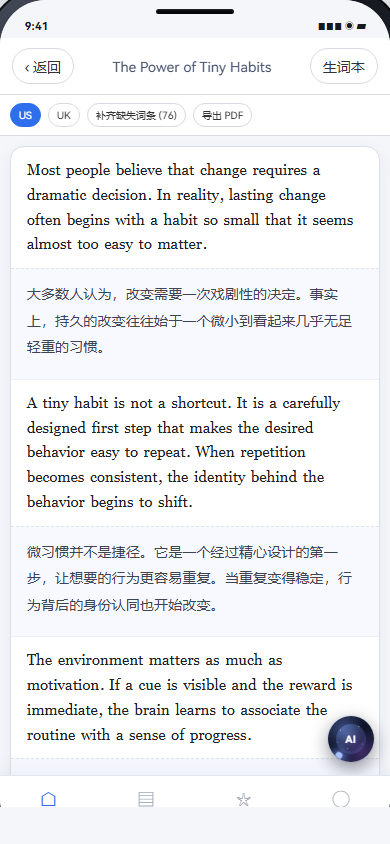 9:41
‹ 返回
The Power of Tiny Habits
生词本
US
UK
补齐缺失词条 (76)
导出 PDF
Most people believe that change requires a
dramatic decision. In reality, lasting change
often begins with a habit so small that it seems
almost too easy to matter.
大多数人认为，改变需要一次戏剧性的决定。事实
上，持久的改变往往始于一个微小到看起来几乎无足
轻重的习惯。
A tiny habit is not a shortcut. It is a carefully
designed first step that makes the desired
behavior easy to repeat. When repetition
becomes consistent, the identity behind the
behavior begins to shift.
微习惯并不是捷径。它是一个经过精心设计的第一
步，让想要的行为更容易重复。当重复变得稳定，行
为背后的身份认同也开始改变。
The environment matters as much as
motivation. If a cue is visible and the reward is
immediate, the brain learns to associate the
routine with a sense of progress.
AI